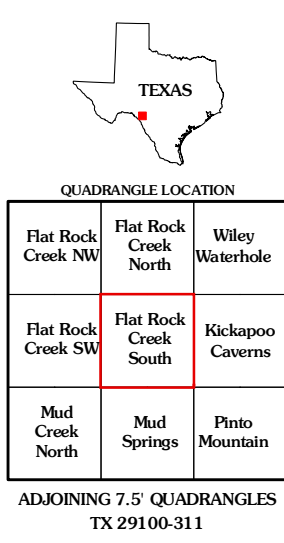 TEXAS
QUADRANGLE LOCATION
Flat Rock
Creek NW
Flat Rock
Creek
North
Wiley
Waterhole
Flat Rock
Creek SW
Flat Rock
Creek
South
Kickapoo
Caverns
Mud
Creek
North
Mud
Springs
Pinto
Mountain
ADJOINING 7.5' QUADRANGLES
TX 29100-311